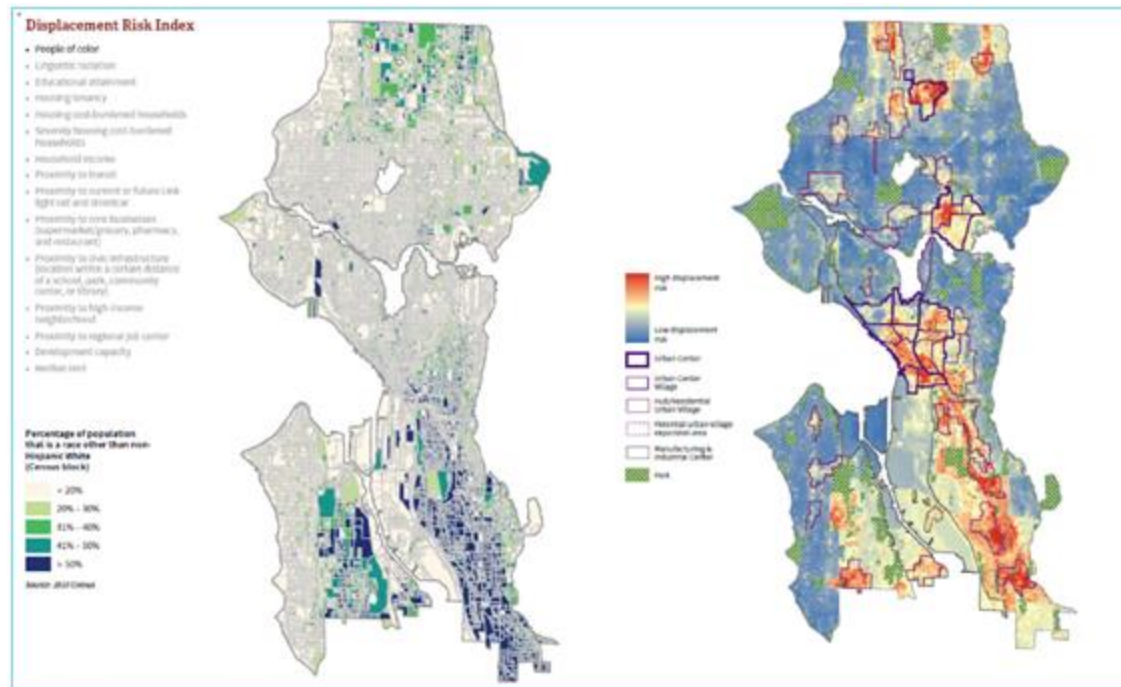 Displacement Risk Index
• People of color
• Linguistic isolation
• Educational attainment
• Housing tenancy
• Housing cost-burdened households
• Severely housing cost-burdened
households
• Household income
• Proximity to transit
• Proximity to current or future Link
light rail and streetcar
• Proximity to core businesses
(supermarket/grocery, pharmacy,
and restaurant)
• Proximity to civic infrastructure
(location within a certain distance
of a school, park, community
center, or library)
• Proximity to high-income
neighborhood
• Proximity to regional job center
• Development capacity
• Median rent
Percentage of population
that is a race other than non-
Hispanic White
(Census block)
< 20%
20% - 30%
31% - 40%
41% - 50%
> 50%
Source: 2010 Census
High displacement
risk
Low displacement
risk
Urban Center
Urban Center
Village
Hub/Residential
Urban Village
Potential urban village
expansion area
Manufacturing &
Industrial Center
Park